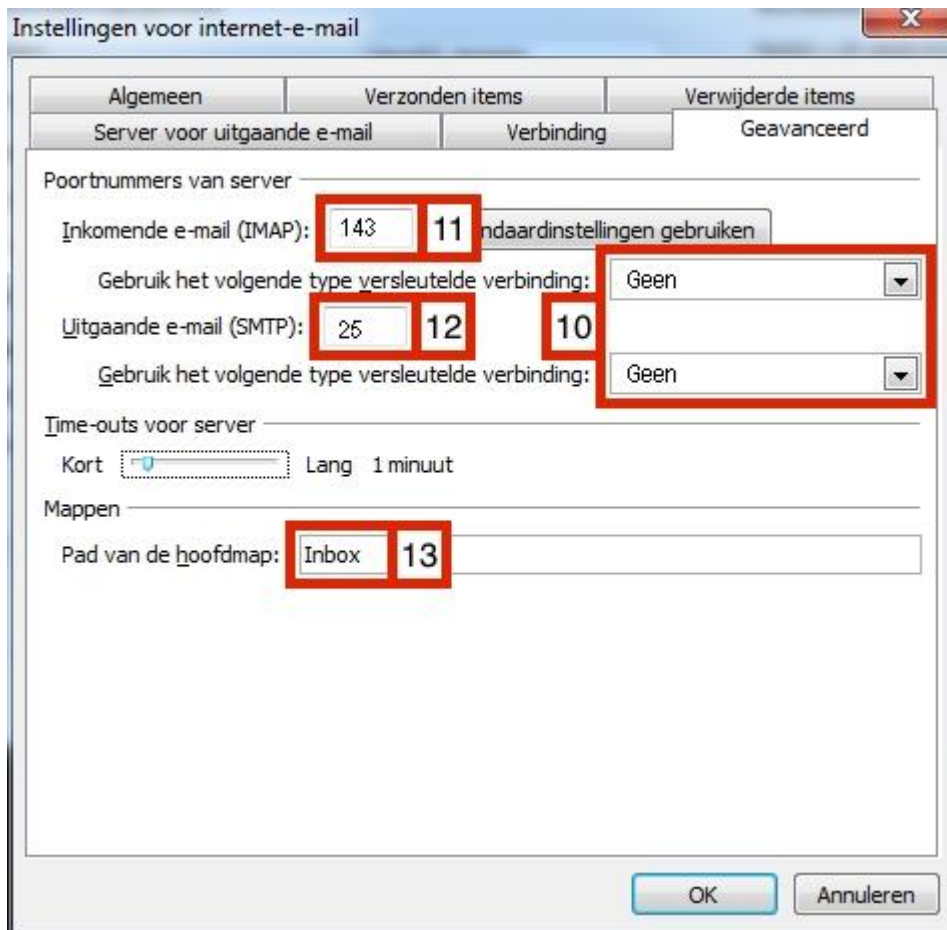 Instellingen voor internet-e-mail
X
Algemeen Verzonden items Verwijderde items
Server voor uitgaande e-mail Verbinding Geavanceerd
Poortnummers van server
Inkomende e-mail (IMAP): 143 11 ndaardinstellingen gebruiken
Gebruik het volgende type versleutelde verbinding: Geen
Uitgaande e-mail (SMTP): 25 12 10
Gebruik het volgende type versleutelde verbinding: Geen
Time-outs voor server
Kort Lang 1 minuut
Mappen
Pad van de hoofdmap: Inbox 13
OK Annuleren